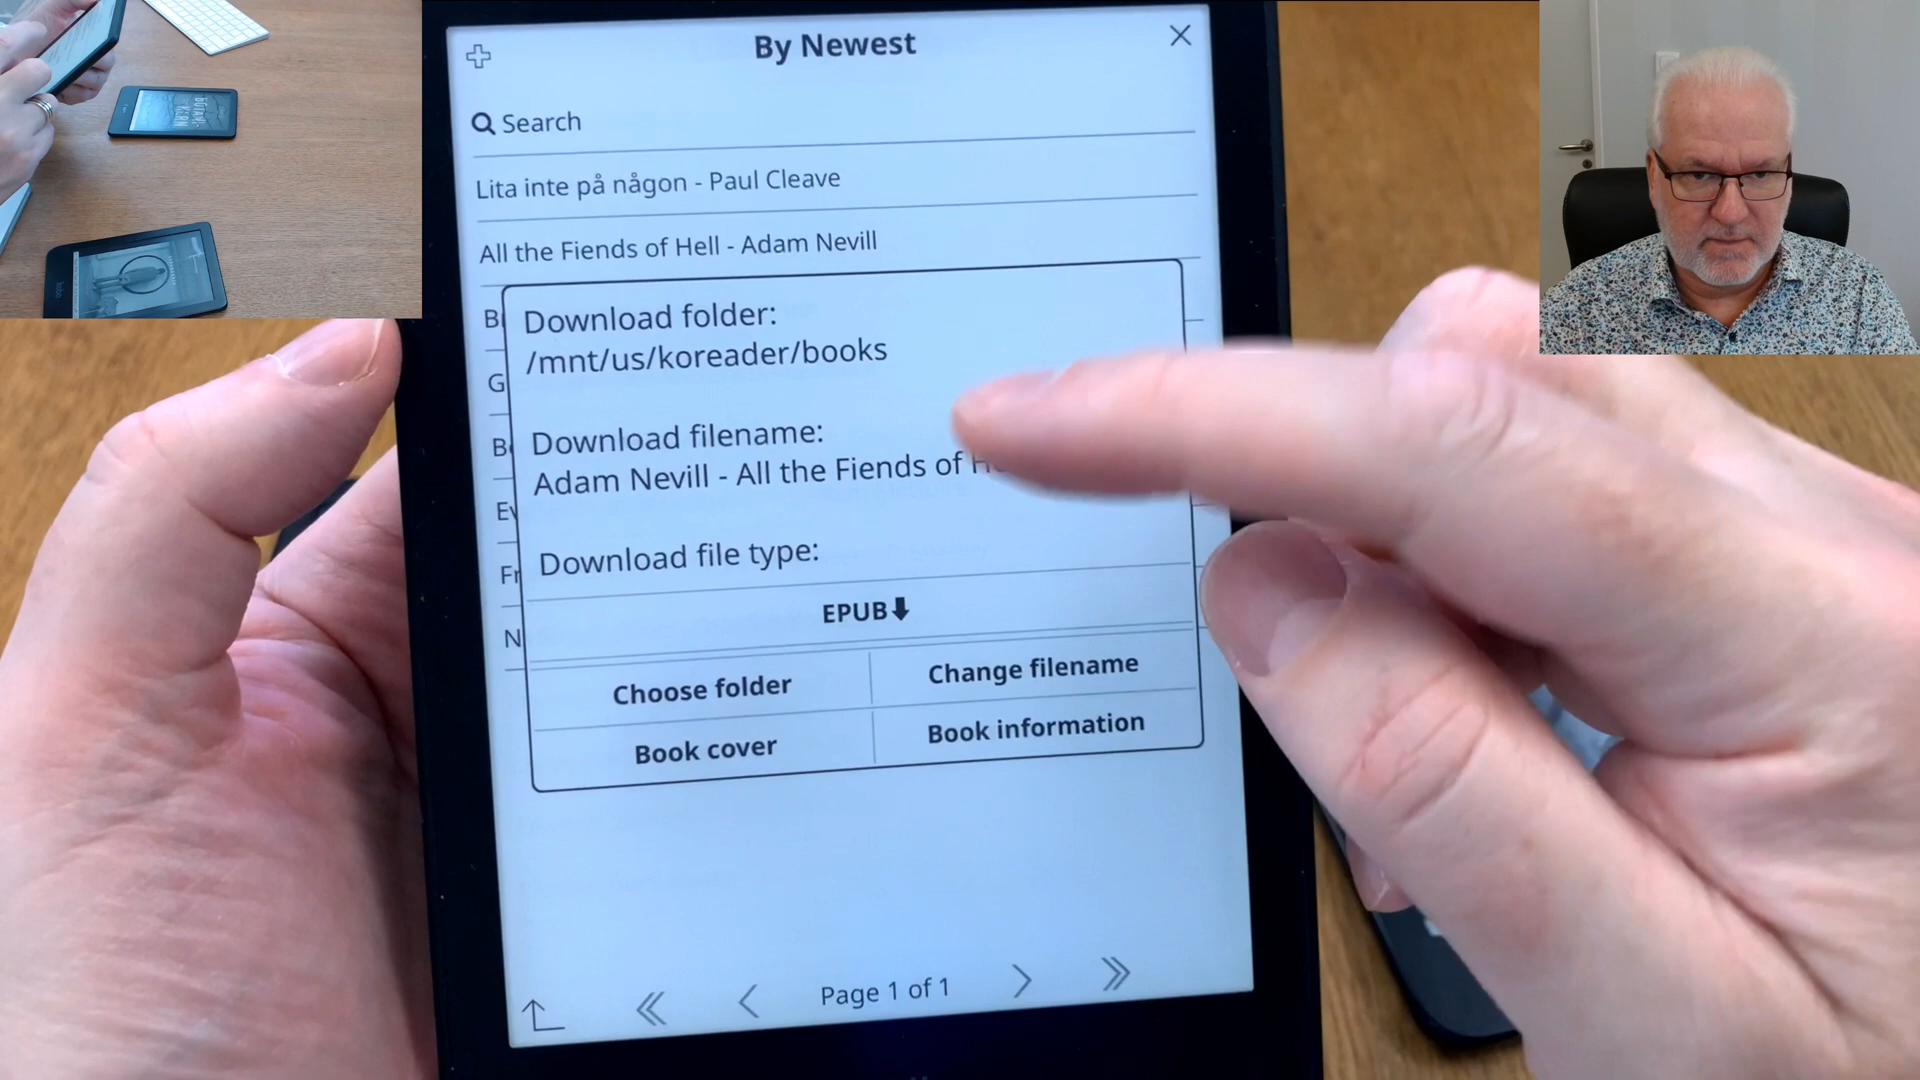 By Newest
Search
Lita inte på någon - Paul Cleave
All the Fiends of Hell - Adam Nevill
Download folder:
/mnt/us/koreader/books
Download filename:
Adam Nevill - All the Fiends of
Download file type:
EPUB
Choose folder
Change filename
Book cover
Book information
Page 1 of 1